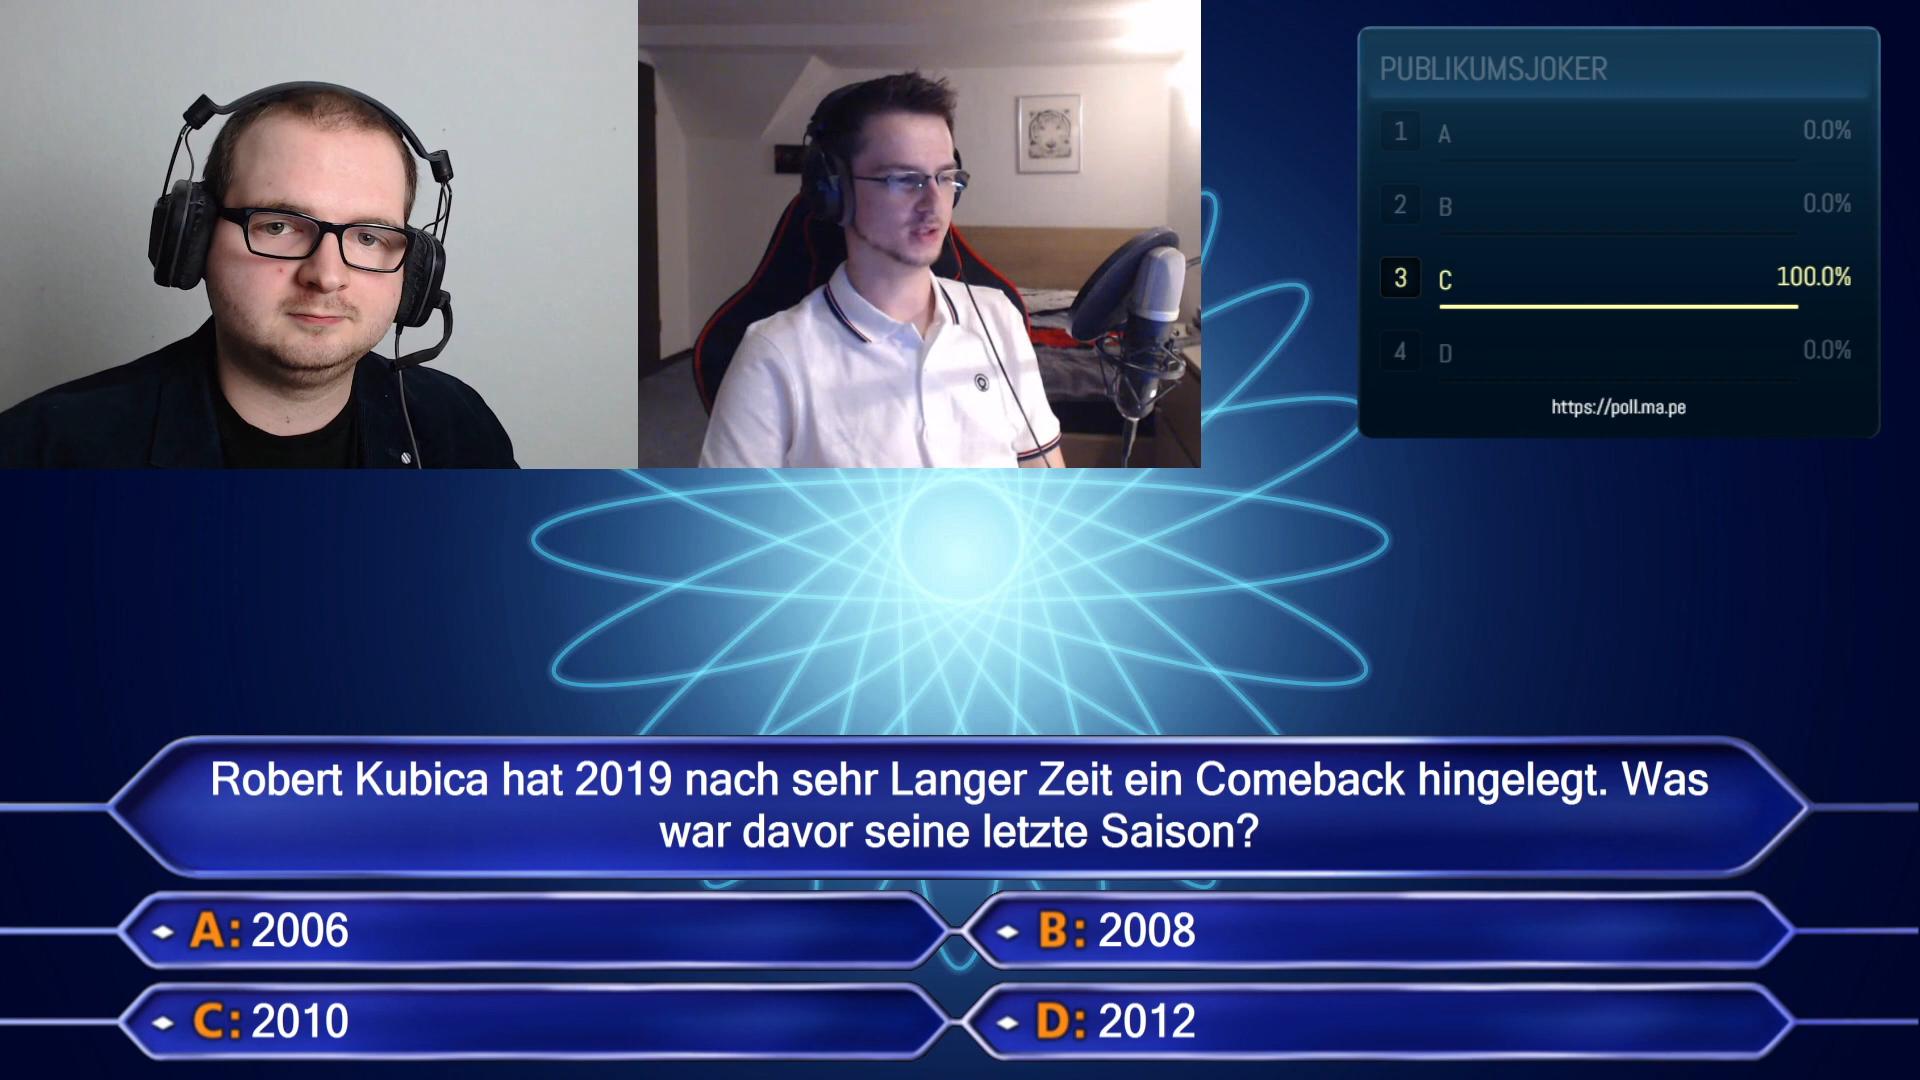 PUBLIKUMSJOKER
1 A 0.0%
2 B 0.0%
3 C 100.0%
4 D 0.0%
https://poll.ma.pe
Robert Kubica hat 2019 nach sehr Langer Zeit ein Comeback hingelegt. Was
war davor seine letzte Saison?
A: 2006
B: 2008
C: 2010
D: 2012